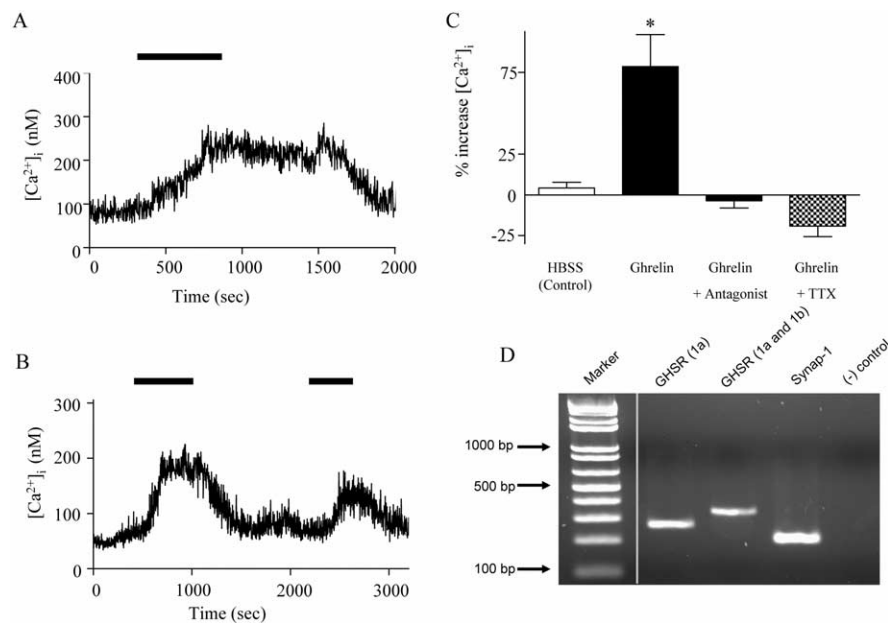 A
400
300
200
100
0
[Ca²⁺]ᵢ (nM)
0 500 1000 1500 2000
Time (sec)
B
300
200
100
0
[Ca²⁺]ᵢ (nM)
0 1000 2000 3000
Time (sec)
C
*
75
25
0
-25
% increase [Ca²⁺]ᵢ
HBSS Ghrelin Ghrelin Ghrelin
(Control) + Antagonist + TTX
D
Marker
GHSR (1a)
GHSR (1a and 1b)
Synap-1
(-) control
1000 bp
500 bp
100 bp